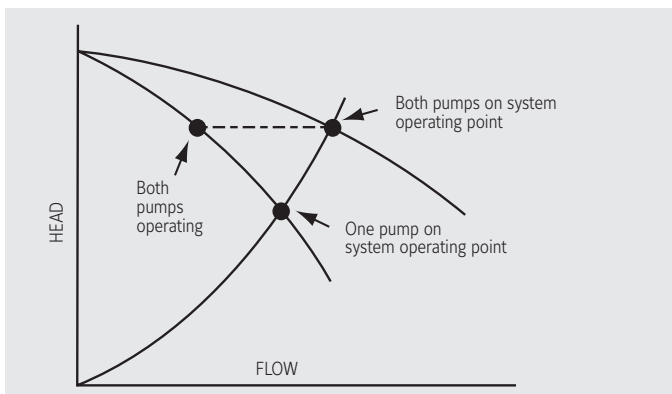 Both pumps on system
operating point
Both
pumps
operating
One pump on
system operating point
HEAD
FLOW